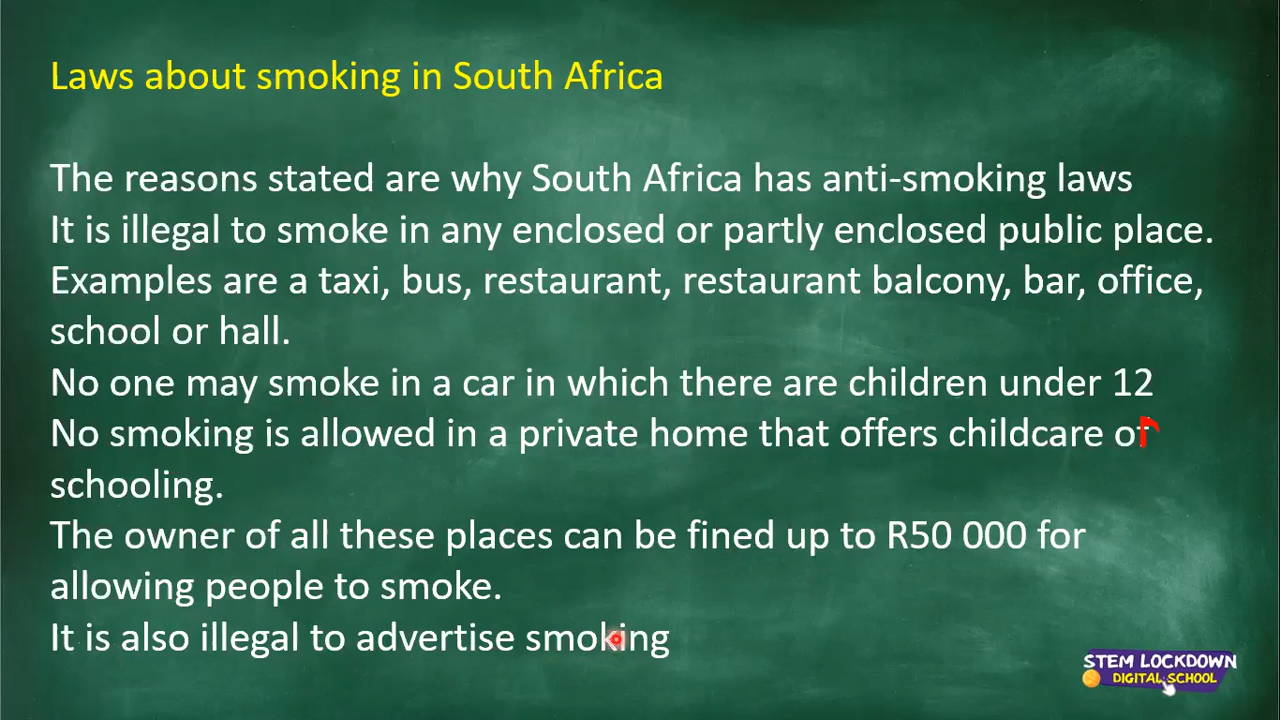 Laws about smoking in South Africa
The reasons stated are why South Africa has anti-smoking laws
It is illegal to smoke in any enclosed or partly enclosed public place.
Examples are a taxi, bus, restaurant, restaurant balcony, bar, office,
school or hall.
No one may smoke in a car in which there are children under 12
No smoking is allowed in a private home that offers childcare or
schooling.
The owner of all these places can be fined up to R50 000 for
allowing people to smoke.
It is also illegal to advertise smoking
STEM LOCKDOWN
DIGITAL SCHOOL